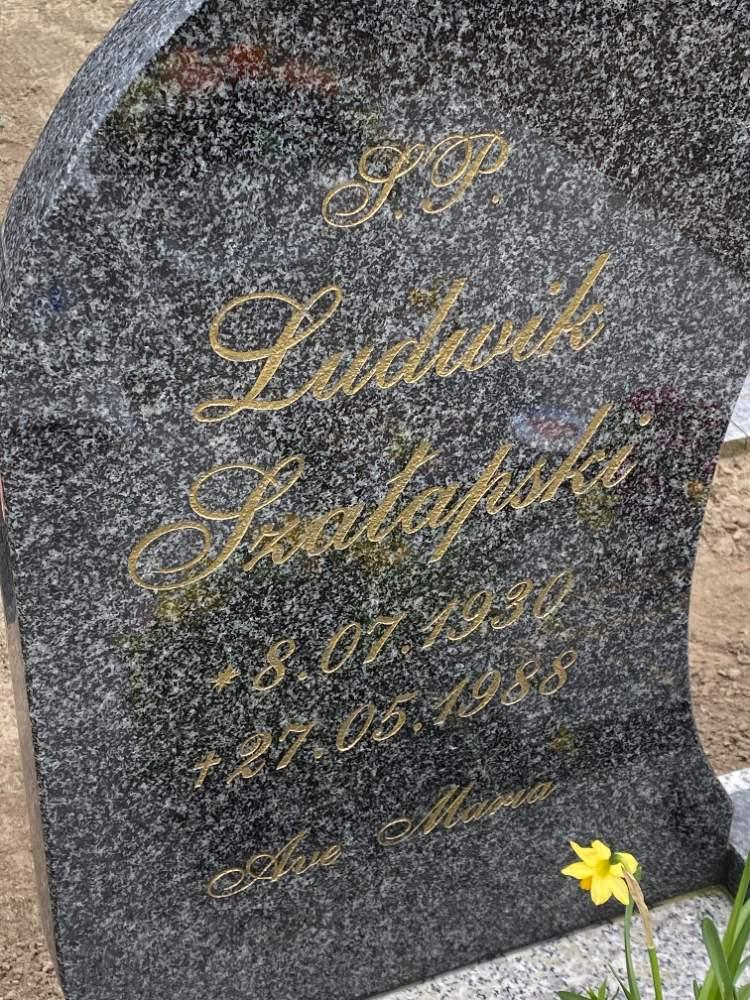 Ś.P.
Ludwik
Szałapski
* 8.07.1930
+ 27.05.1988
Ave Maria